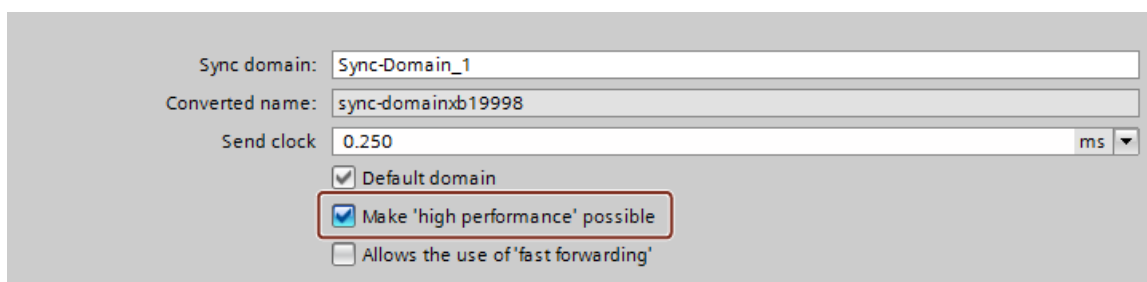 Sync domain: Sync-Domain_1
Converted name: sync-domainxb19998
Send clock 0.250 ms
Default domain
Make 'high performance' possible
Allows the use of 'fast forwarding'